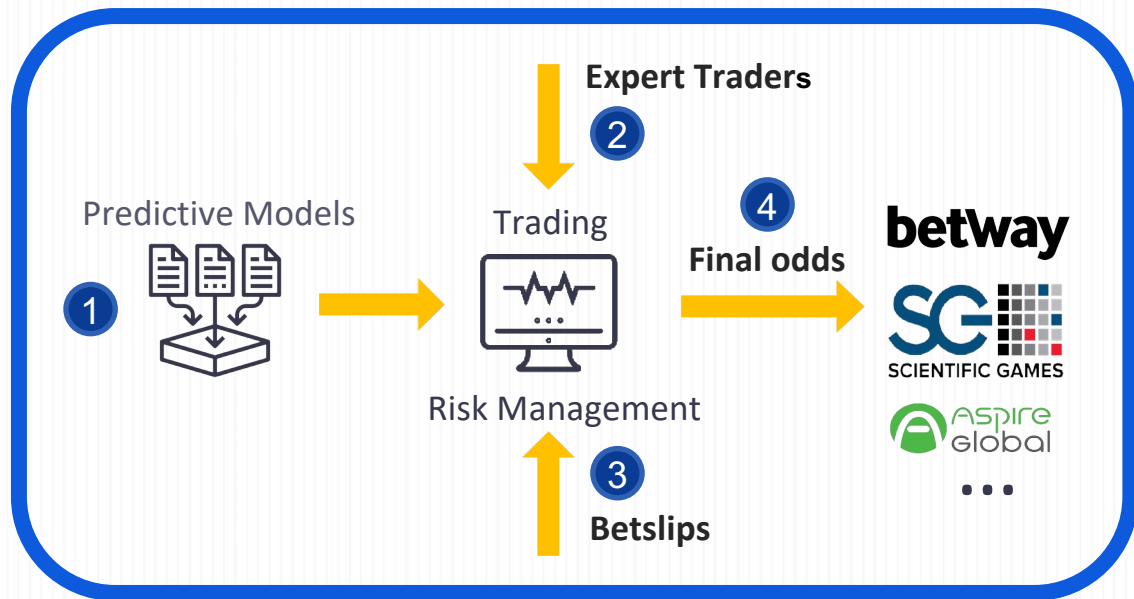 Expert Traders
2
Predictive Models
1
Trading
4
Final odds
Risk Management
3
Betslips
betway
SG
SCIENTIFIC GAMES
Aspire
Global
...